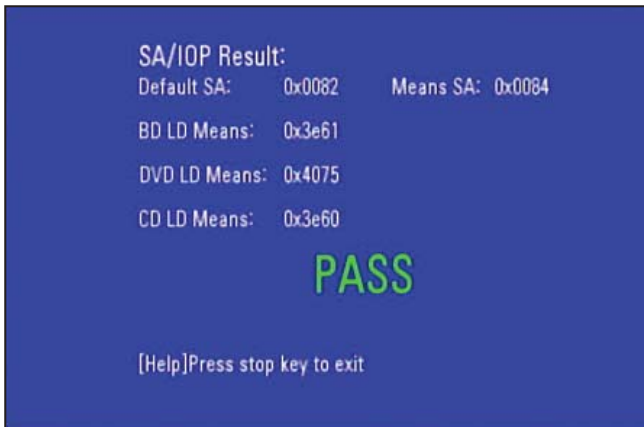 SA/IOP Result:
Default SA: 0x0082 Means SA: 0x0084
BD LD Means: 0x3e61
DVD LD Means: 0x4075
CD LD Means: 0x3e60
PASS
[Help]Press stop key to exit